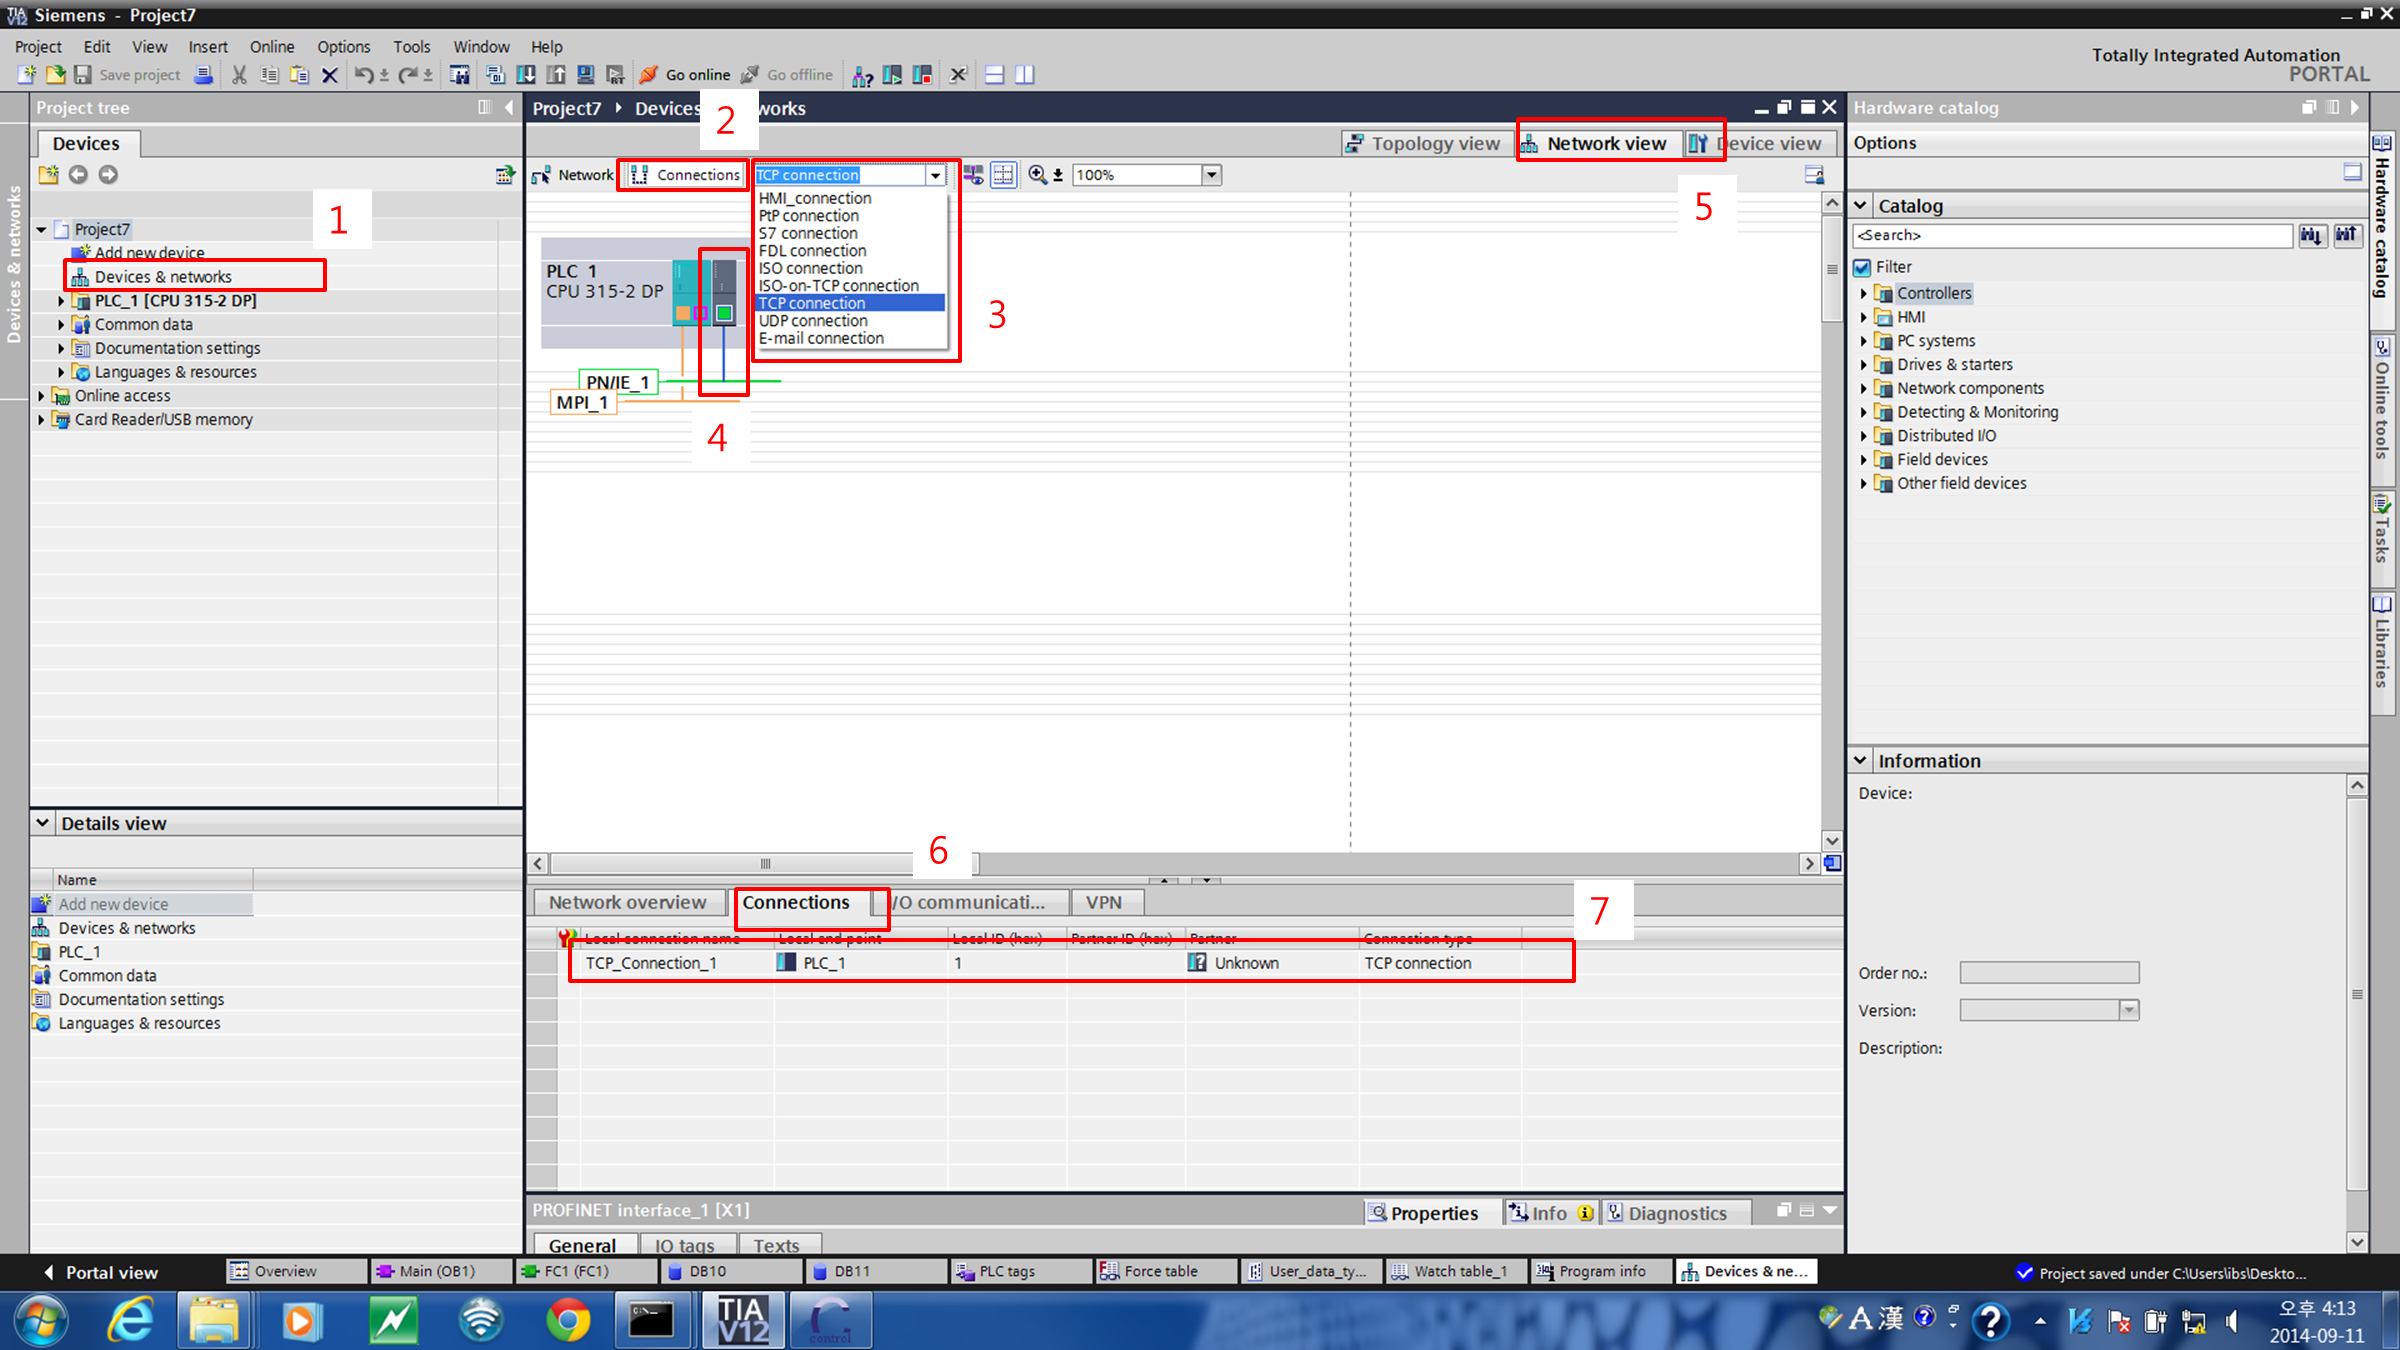 TIA V12
Siemens - Project7
Project Edit View Insert Online Options Tools Window Help
Totally Integrated Automation
PORTAL
Save project Go online Go offline
Project tree
Project7 Devices works
Hardware catalog
2
Devices
Topology view Network view Device view
Options
Network Connections TCP connection 100%
1
5
HMI_connection
PtP connection
S7 connection
FDL connection
ISO connection
ISO-on-TCP connection
TCP connection
UDP connection
E-mail connection
3
Project7
Add new device
Devices & networks
PLC_1 [CPU 315-2 DP]
Common data
Documentation settings
Languages & resources
Online access
Card Reader/USB memory
Devices & networks
PLC_1
CPU 315-2 DP
PN/IE_1
MPI_1
4
Catalog
<Search>
Filter
Controllers
HMI
PC systems
Drives & starters
Network components
Detecting & Monitoring
Distributed I/O
Field devices
Other field devices
Hardware catalog
Online tools
Tasks
Libraries
Information
Device:
Order no.:
Version:
Description:
Details view
Name
Add new device
Devices & networks
PLC_1
Common data
Documentation settings
Languages & resources
6
7
Network overview Connections I/O communicati... VPN
Local connection name Local end point Local ID (hex) Partner ID (hex) Partner Connection type
TCP_Connection_1 PLC_1 1 Unknown TCP connection
PROFINET interface_1 [X1]
Properties Info Diagnostics
General IO tags Texts
Portal view Overview Main (OB1) FC1 (FC1) DB10 DB11 PLC tags Force table User_data_ty... Watch table_1 Program info Devices & ne...
Project saved under C:\Users\ibs\Deskto...
TIA
V12
control
A 漢
오후 4:13
2014-09-11